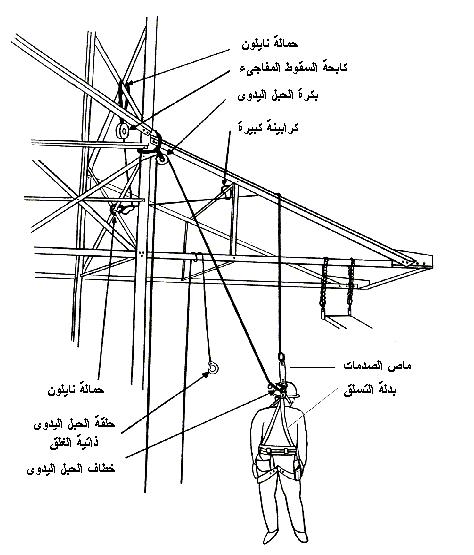 حمالة نايلون
كابحة السقوط المفاجىء
بكرة الحبل اليدوى
كرابينة كبيرة
ماص الصدمات
بدلة التسلق
حمالة نايلون
حلقة الحبل اليدوى
ذاتية الغلق
خطاف الحبل اليدوى